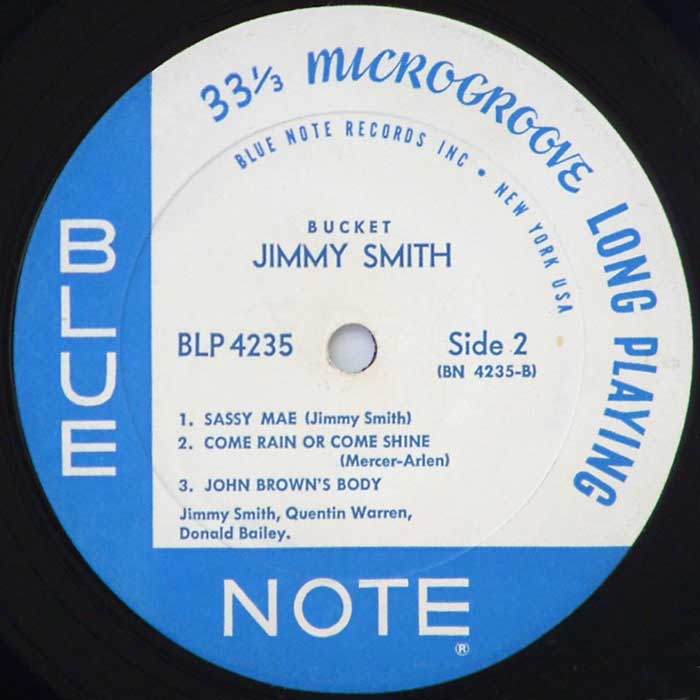 33⅓ MICROGROOVE LONG PLAYING
BLUE NOTE RECORDS INC • NEW YORK USA
BUCKET
JIMMY SMITH
BLP 4235
Side 2
(BN 4235-B)
1. SASSY MAE (Jimmy Smith)
2. COME RAIN OR COME SHINE
(Mercer-Arlen)
3. JOHN BROWN'S BODY
Jimmy Smith, Quentin Warren,
Donald Bailey.
BLUE
NOTE
®